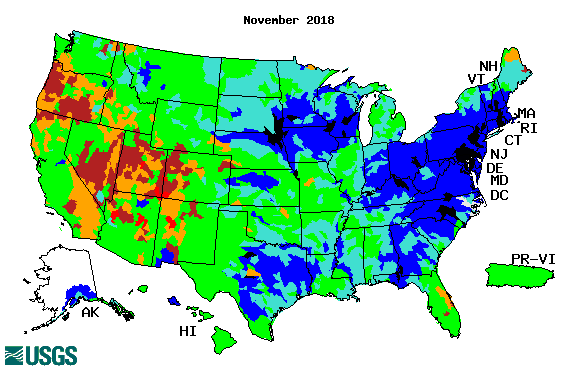 November 2018
NH
VT
MA
RI
CT
NJ
DE
MD
DC
PR-VI
AK
HI
USGS